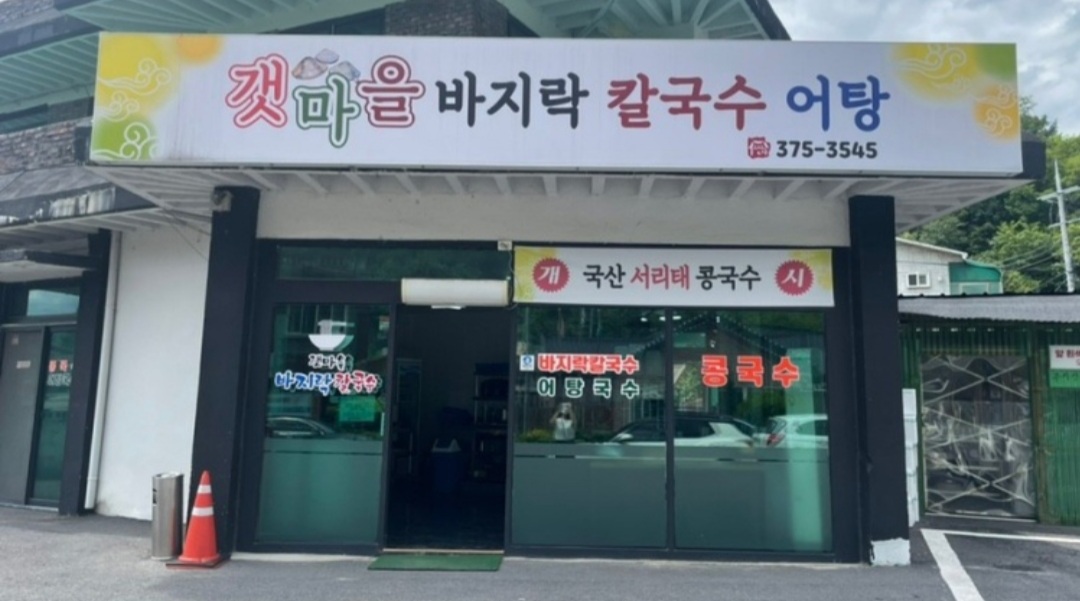 갯마을 바지락 칼국수 어탕
375-3545
개 국산 서리태 콩국수 시
갯마을
바지락칼국수
바지락칼국수
어탕국수
콩국수